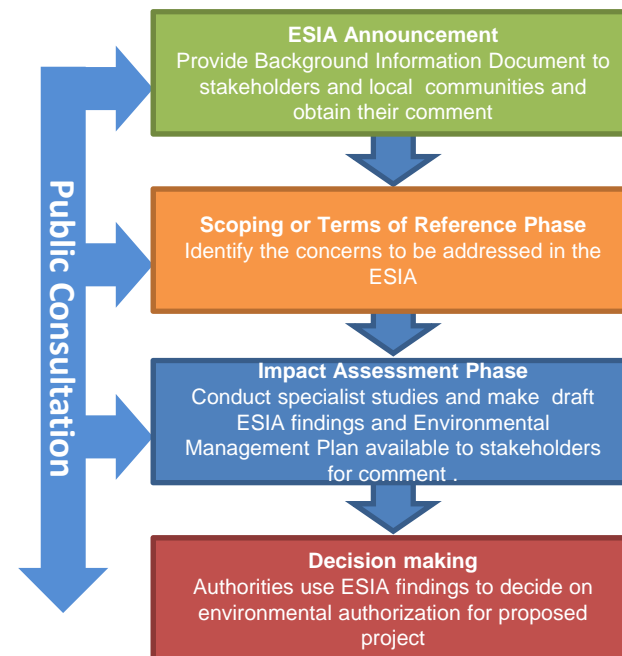 ESIA Announcement
Provide Background Information Document to
stakeholders and local communities and
obtain their comment
Public Consultation
Scoping or Terms of Reference Phase
Identify the concerns to be addressed in the
ESIA
Impact Assessment Phase
Conduct specialist studies and make draft
ESIA findings and Environmental
Management Plan available to stakeholders
for comment .
Decision making
Authorities use ESIA findings to decide on
environmental authorization for proposed
project